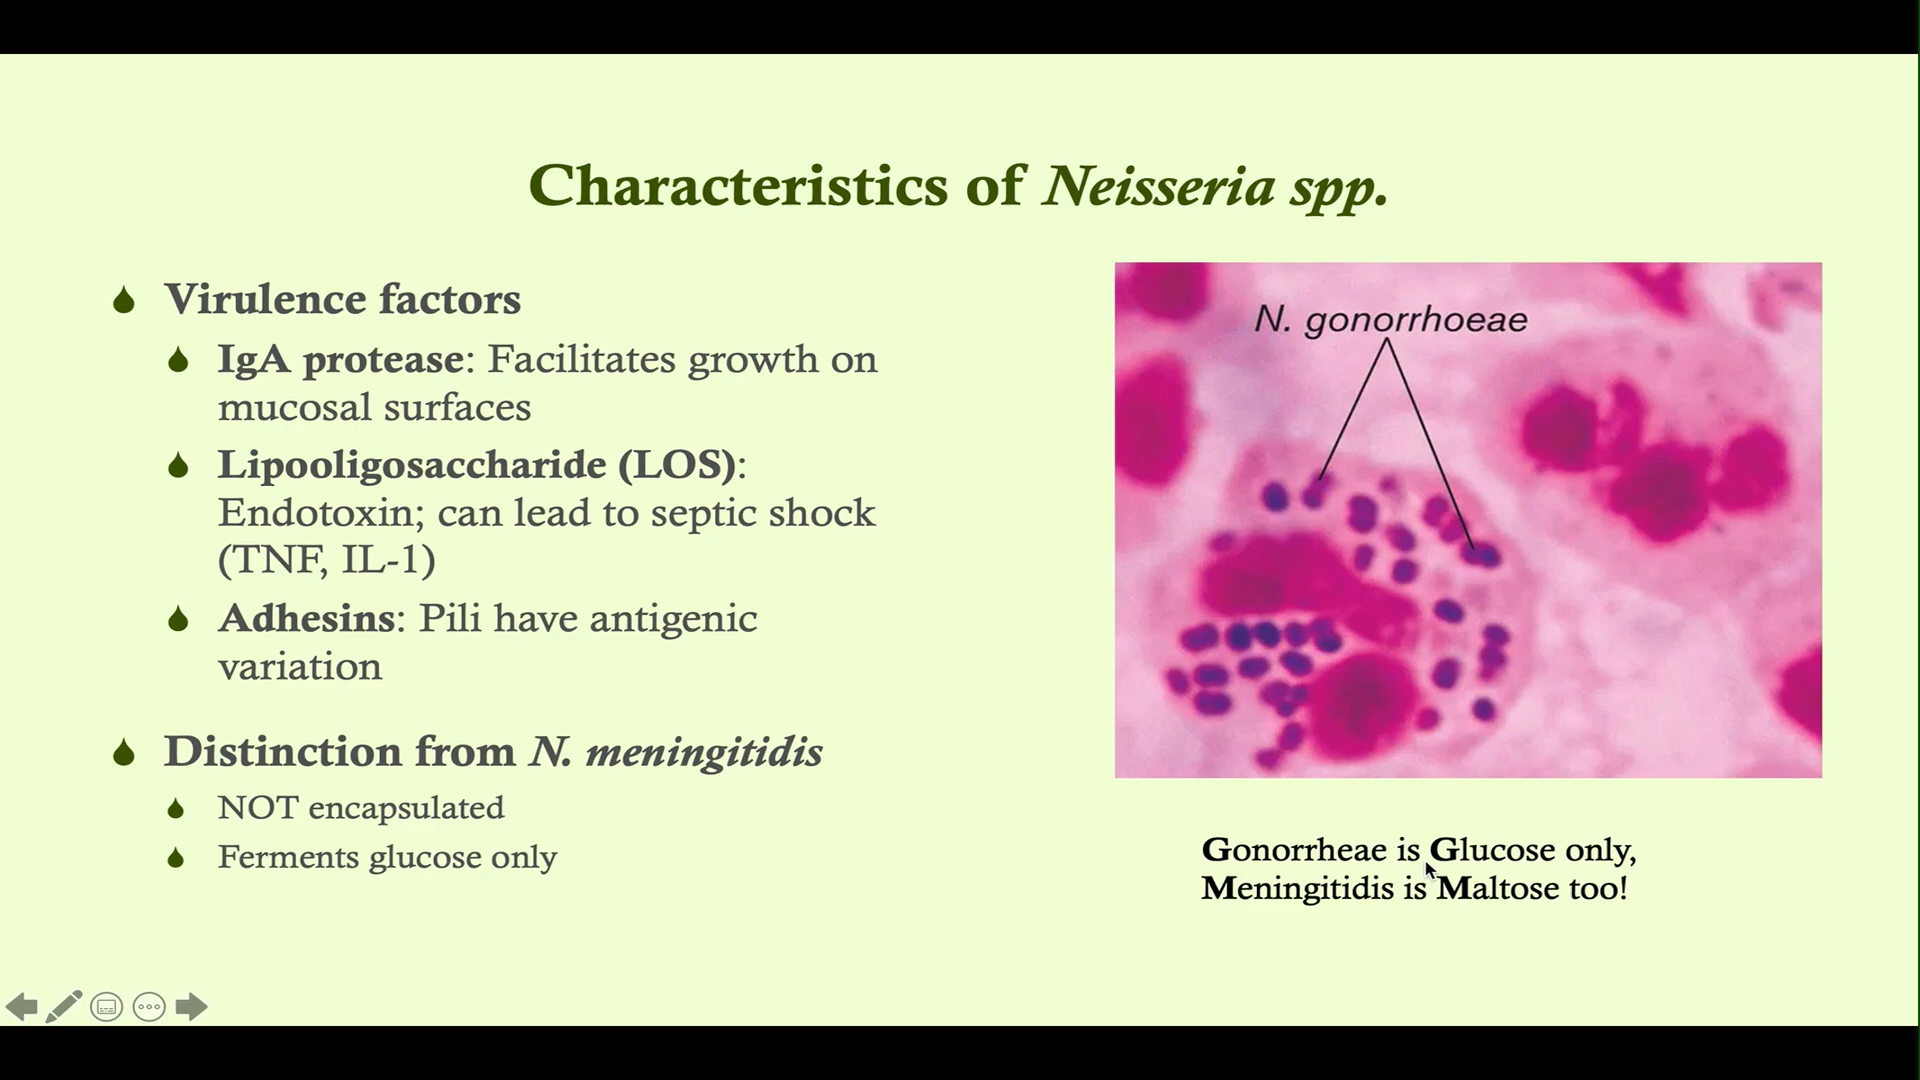 Characteristics of Neisseria spp.
Virulence factors
IgA protease: Facilitates growth on
mucosal surfaces
Lipooligosaccharide (LOS):
Endotoxin; can lead to septic shock
(TNF, IL-1)
Adhesins: Pili have antigenic
variation
Distinction from N. meningitidis
NOT encapsulated
Ferments glucose only
N. gonorrhoeae
Gonorrheae is Glucose only,
Meningitidis is Maltose too!